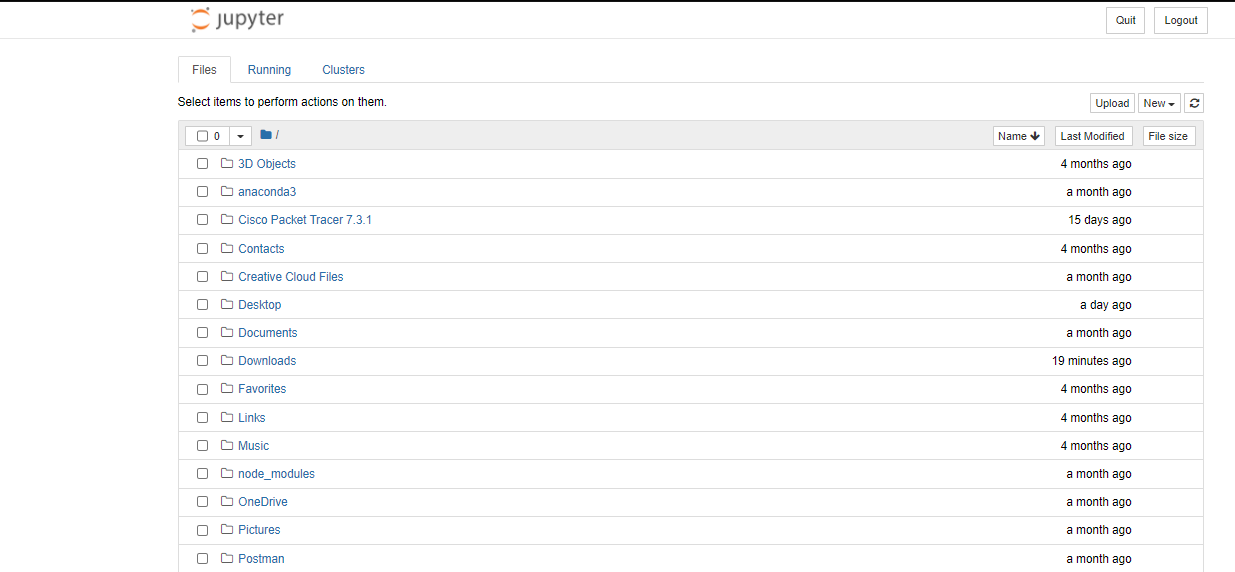 jupyter Quit Logout
Files Running Clusters
Select items to perform actions on them. Upload New
0 / Name Last Modified File size
3D Objects 4 months ago
anaconda3 a month ago
Cisco Packet Tracer 7.3.1 15 days ago
Contacts 4 months ago
Creative Cloud Files a month ago
Desktop a day ago
Documents a month ago
Downloads 19 minutes ago
Favorites 4 months ago
Links 4 months ago
Music 4 months ago
node_modules a month ago
OneDrive a month ago
Pictures a month ago
Postman a month ago